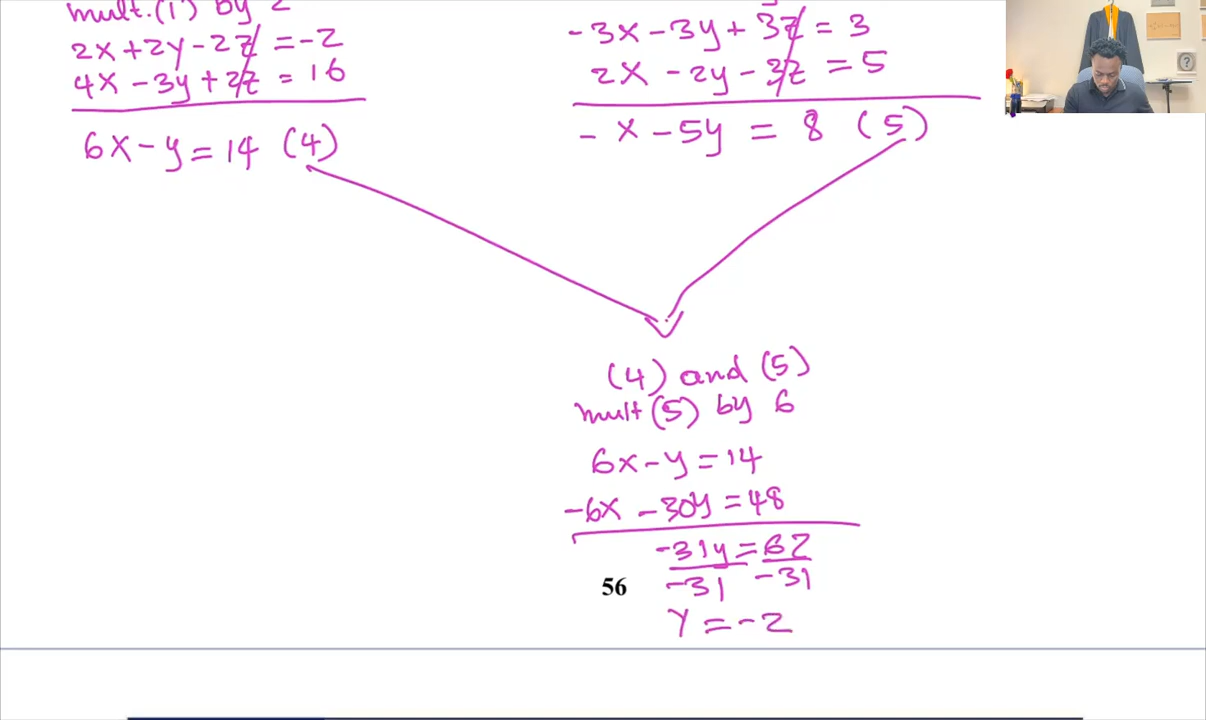 mult.(1) by 2
2x+2y-2z=-2
4x-3y+2z=16
6x-y=14 (4)
-3x-3y+3z=3
2x-2y-3z=5
-x-5y=8 (5)
(4) and (5)
mult (5) by 6
6x-y=14
-6x-30y=48
-31y=62
-31 -31
56
y=-2